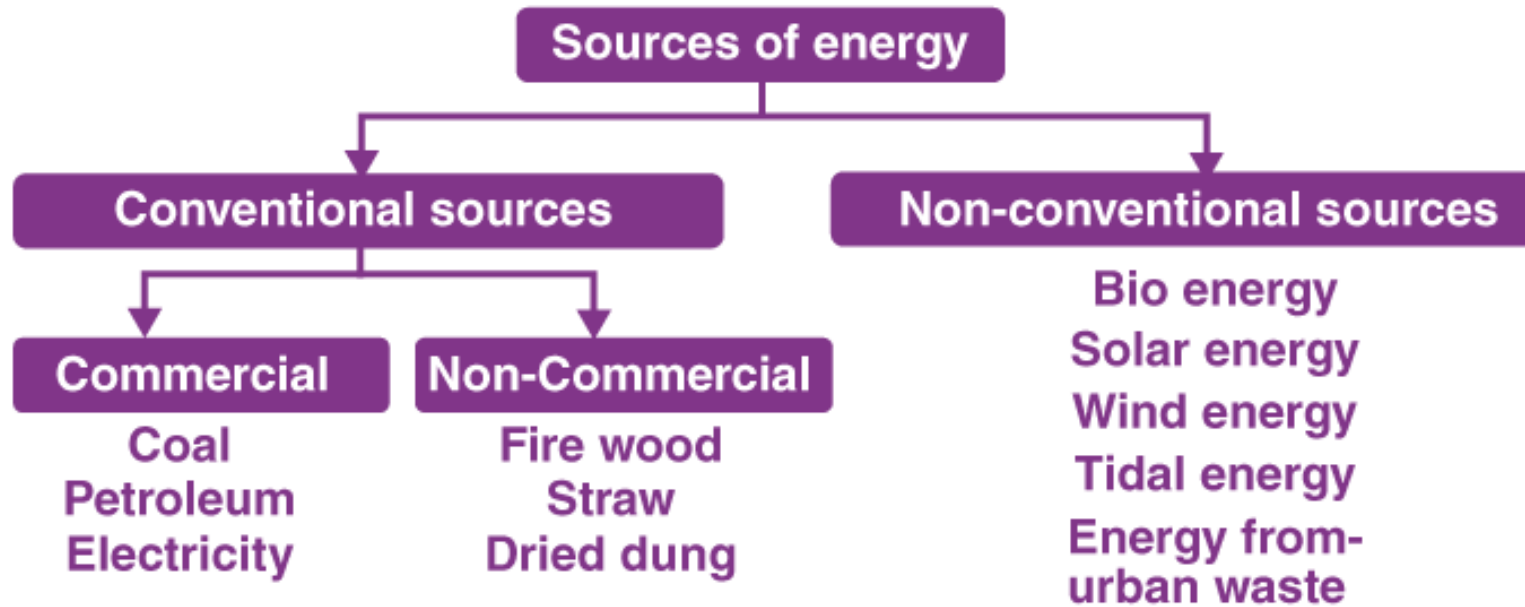 Sources of energy
Conventional sources
Non-conventional sources
Commercial
Coal
Petroleum
Electricity
Non-Commercial
Fire wood
Straw
Dried dung
Bio energy
Solar energy
Wind energy
Tidal energy
Energy from-
urban waste